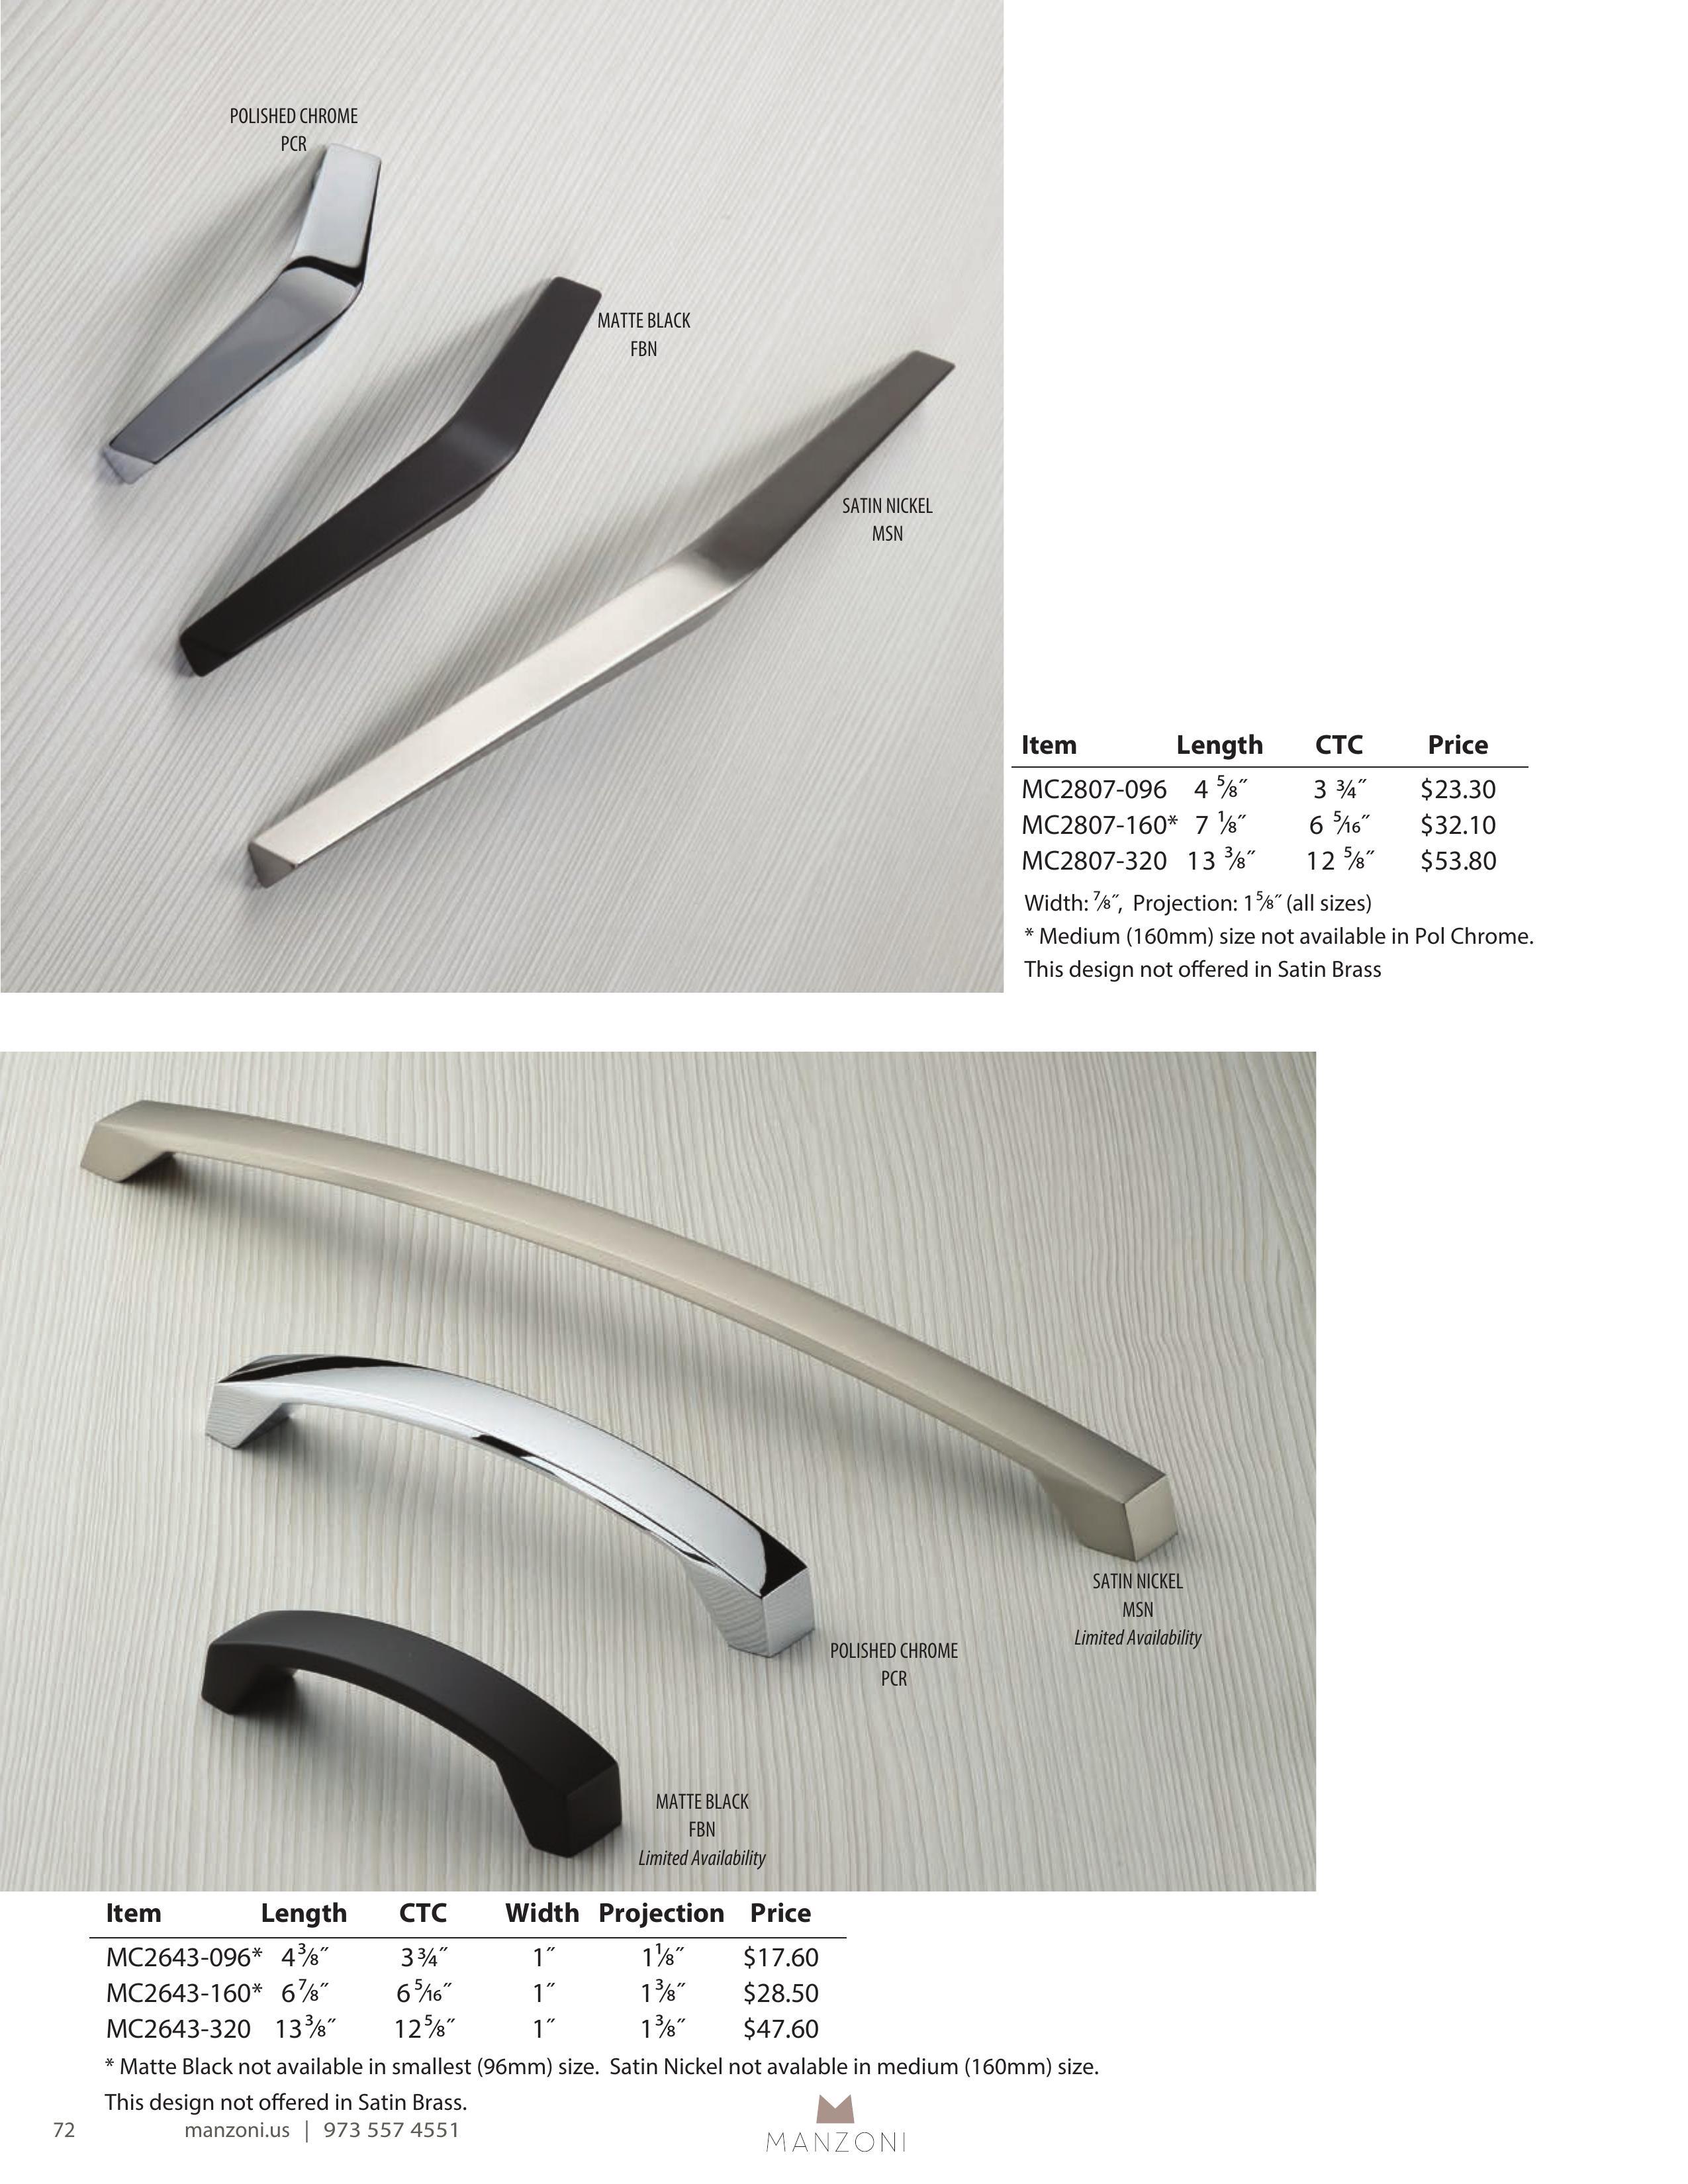 POLISHED CHROME
PCR
MATTE BLACK
FBN
SATIN NICKEL
MSN
Item Length CTC Price
MC2807-096 4 ⅝″ 3 ¾″ $23.30
MC2807-160* 7 ⅛″ 6 5⁄16″ $32.10
MC2807-320 13 ⅜″ 12 ⅝″ $53.80
Width: ⅞″, Projection: 1⅝″ (all sizes)
* Medium (160mm) size not available in Pol Chrome.
This design not offered in Satin Brass
SATIN NICKEL
MSN
Limited Availability
POLISHED CHROME
PCR
MATTE BLACK
FBN
Limited Availability
Item Length CTC Width Projection Price
MC2643-096* 4⅜″ 3¾″ 1″ 1⅛″ $17.60
MC2643-160* 6⅞″ 6 5⁄16″ 1″ 1⅜″ $28.50
MC2643-320 13⅜″ 12⅝″ 1″ 1⅜″ $47.60
* Matte Black not available in smallest (96mm) size. Satin Nickel not avalable in medium (160mm) size.
This design not offered in Satin Brass.
72 manzoni.us | 973 557 4551
MANZONI